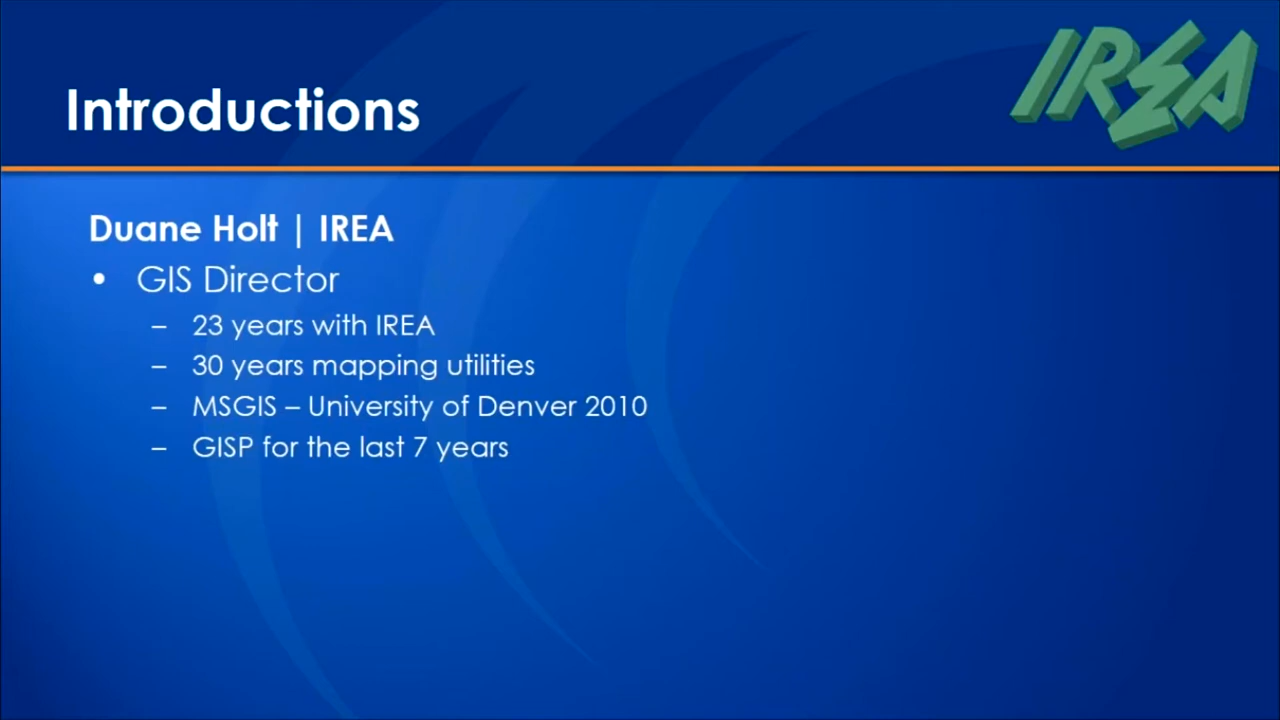 IREA
Introductions
Duane Holt | IREA
• GIS Director
– 23 years with IREA
– 30 years mapping utilities
– MSGIS – University of Denver 2010
– GISP for the last 7 years